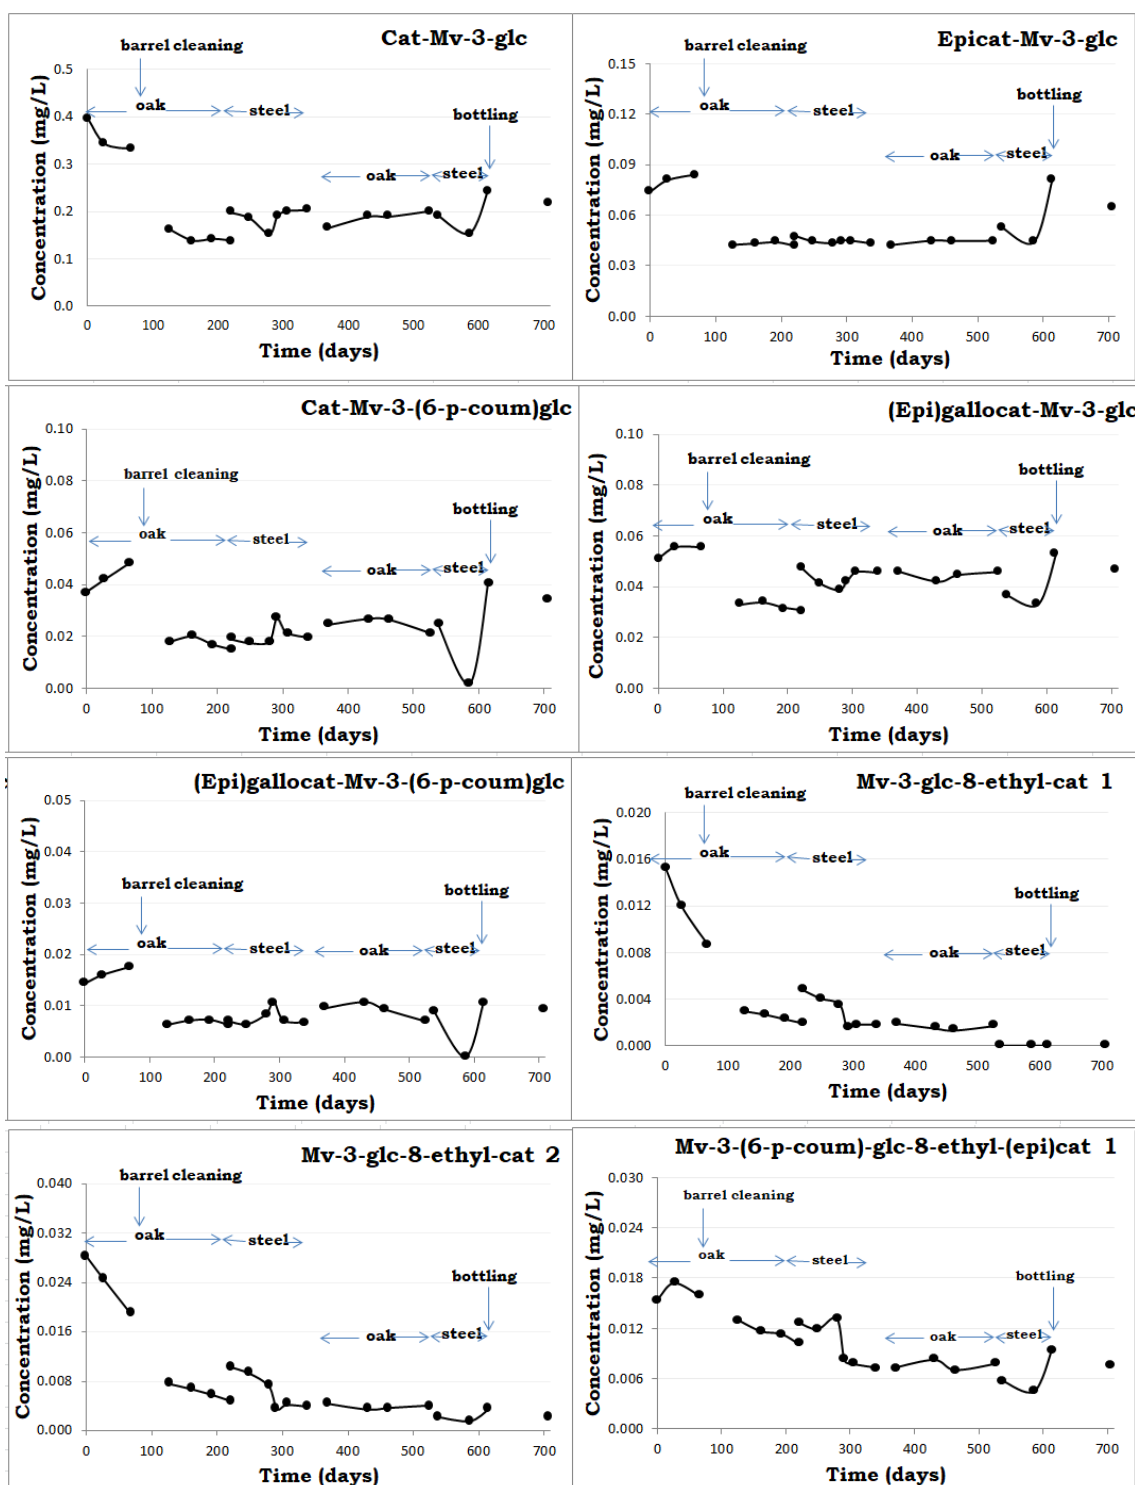 Cat-Mv-3-glc
barrel cleaning
Concentration (mg/L)
0.5
0.4
0.3
0.2
0.1
0.0
oak
steel
bottling
oak
steel
0 100 200 300 400 500 600 700
Time (days)
Epicat-Mv-3-glc
barrel cleaning
Concentration (mg/L)
0.15
0.12
0.09
0.06
0.03
0.00
oak
steel
bottling
oak
steel
0 100 200 300 400 500 600 700
Time (days)
Cat-Mv-3-(6-p-coum)glc
Concentration (mg/L)
0.10
0.08
0.06
0.04
0.02
0.00
barrel cleaning
oak
steel
bottling
oak
steel
0 100 200 300 400 500 600 700
Time (days)
(Epi)gallocat-Mv-3-glc
Concentration (mg/L)
0.10
0.08
0.06
0.04
0.02
0.00
barrel cleaning
oak
steel
bottling
oak
steel
0 100 200 300 400 500 600 700
Time (days)
(Epi)gallocat-Mv-3-(6-p-coum)glc
Concentration (mg/L)
0.05
0.04
0.03
0.02
0.01
0.00
barrel cleaning
bottling
oak
steel
oak
steel
0 100 200 300 400 500 600 700
Time (days)
Mv-3-glc-8-ethyl-cat 1
barrel cleaning
Concentration (mg/L)
0.020
0.016
0.012
0.008
0.004
0.000
oak
steel
bottling
oak
steel
0 100 200 300 400 500 600 700
Time (days)
Mv-3-glc-8-ethyl-cat 2
barrel cleaning
Concentration (mg/L)
0.040
0.032
0.024
0.016
0.008
0.000
oak
steel
bottling
oak
steel
0 100 200 300 400 500 600 700
Time (days)
Mv-3-(6-p-coum)-glc-8-ethyl-(epi)cat 1
Concentration (mg/L)
0.030
0.024
0.018
0.012
0.006
0.000
barrel cleaning
oak
steel
bottling
oak
steel
0 100 200 300 400 500 600 700
Time (days)